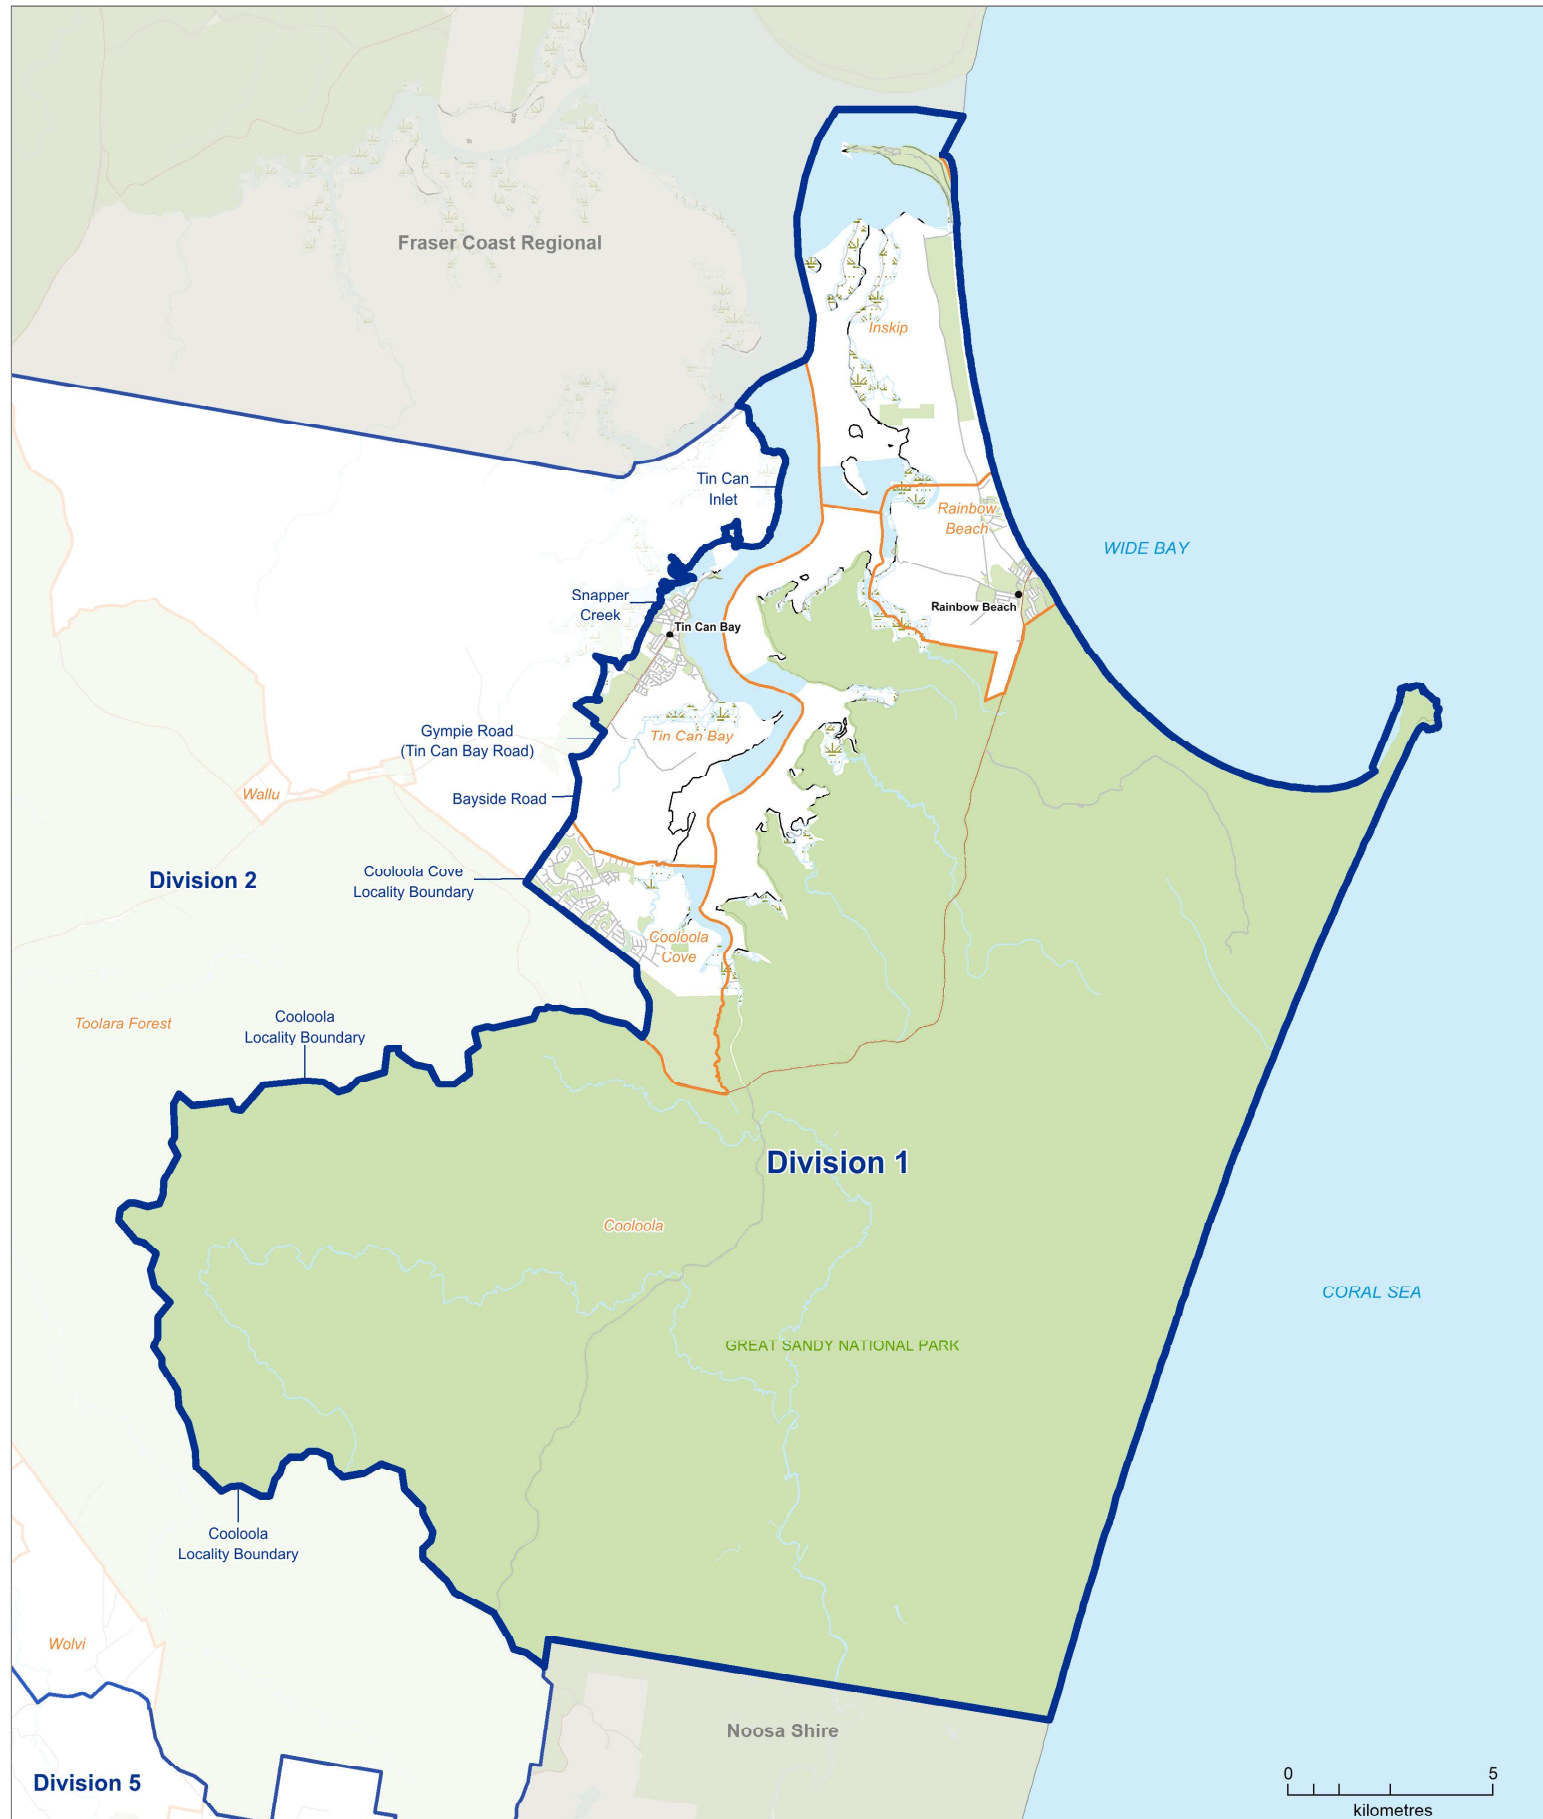 Fraser Coast Regional
Inskip
Tin Can
Inlet
Rainbow
Beach
WIDE BAY
Snapper
Creek
Rainbow Beach
Tin Can Bay
Gympie Road
(Tin Can Bay Road)
Tin Can Bay
Wallu
Bayside Road
Division 2
Cooloola Cove
Locality Boundary
Cooloola
Cove
Toolara Forest
Cooloola
Locality Boundary
Division 1
Cooloola
CORAL SEA
GREAT SANDY NATIONAL PARK
Cooloola
Locality Boundary
Wolvi
Noosa Shire
Division 5
0 5
kilometres